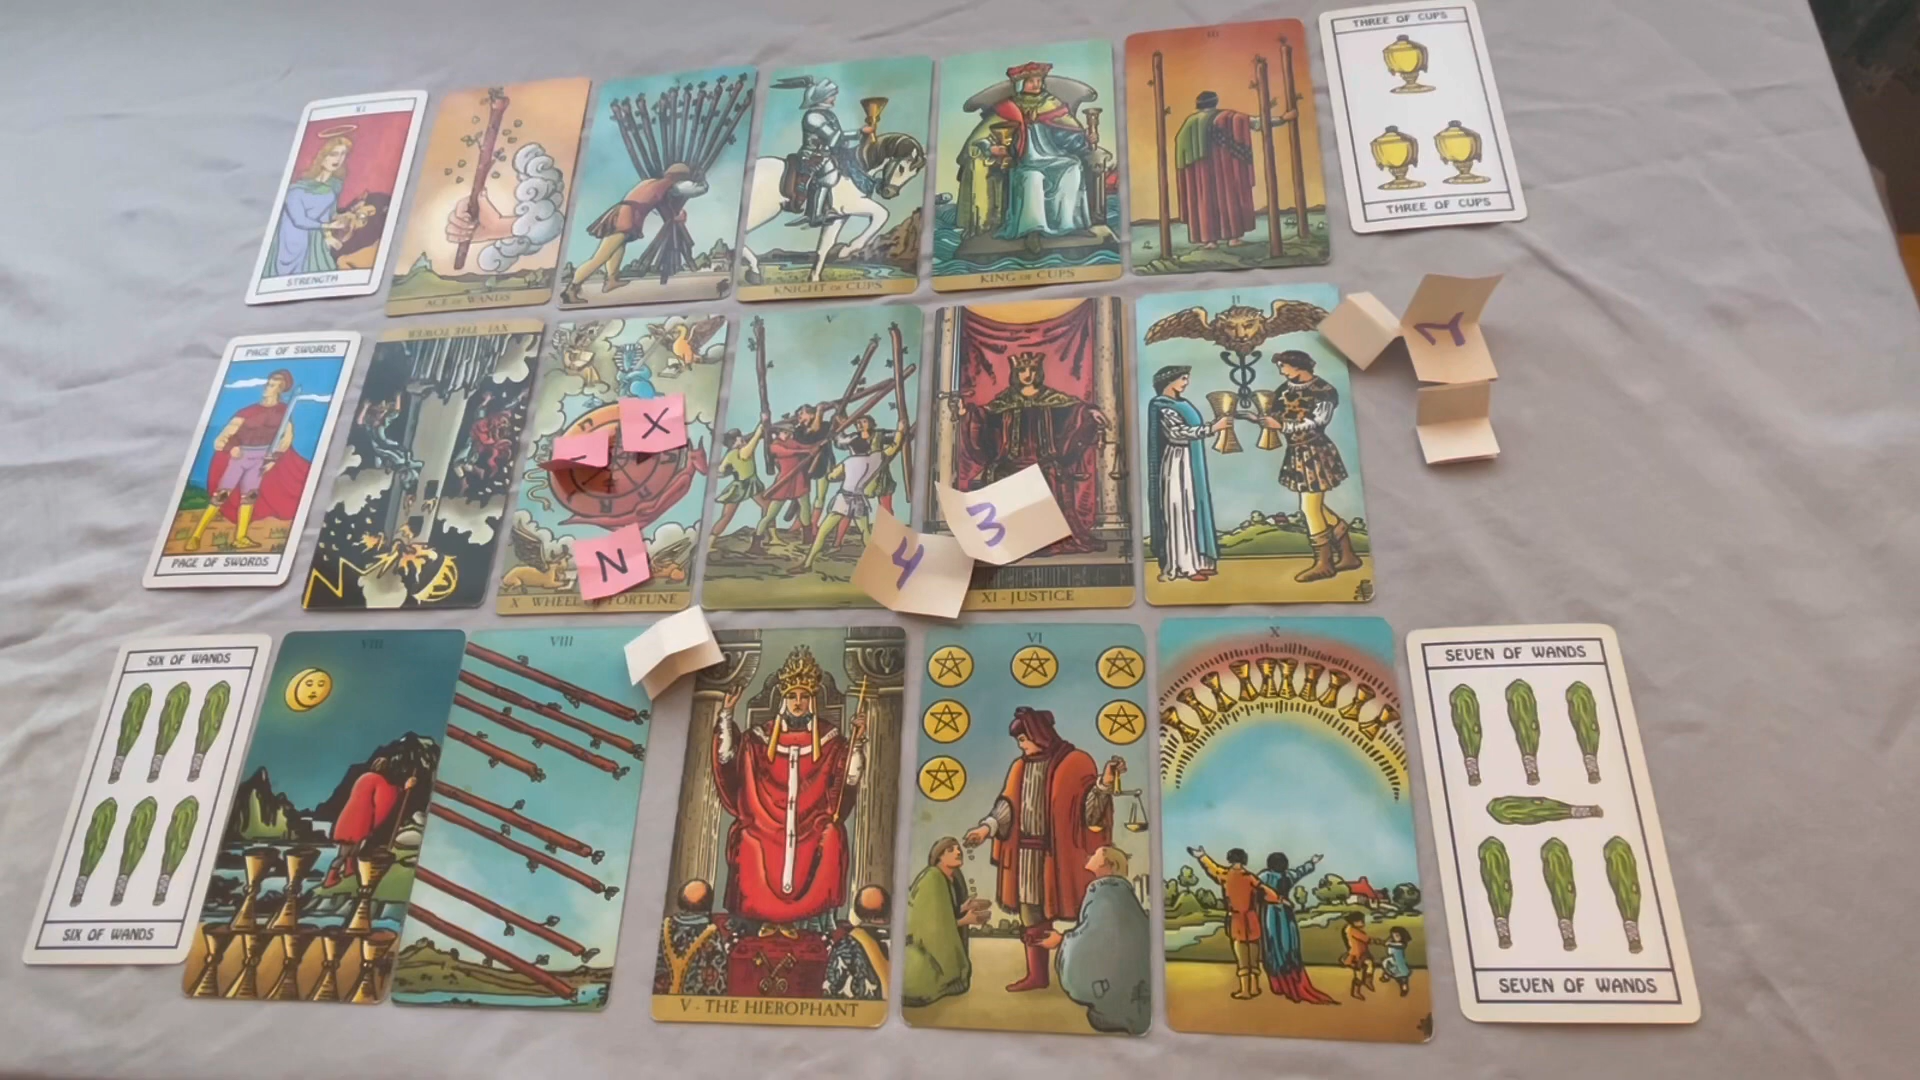 XI
STRENGTH
ACE OF WANDS
X
KNIGHT OF CUPS
KING OF CUPS
III
THREE OF CUPS
THREE OF CUPS
PAGE OF SWORDS
PAGE OF SWORDS
XVI - THE TOWER
X
N
X WHEEL OF FORTUNE
V
4
3
XI - JUSTICE
II
SIX OF WANDS
SIX OF WANDS
VIII
VIII
V - THE HIEROPHANT
VI
X
SEVEN OF WANDS
SEVEN OF WANDS